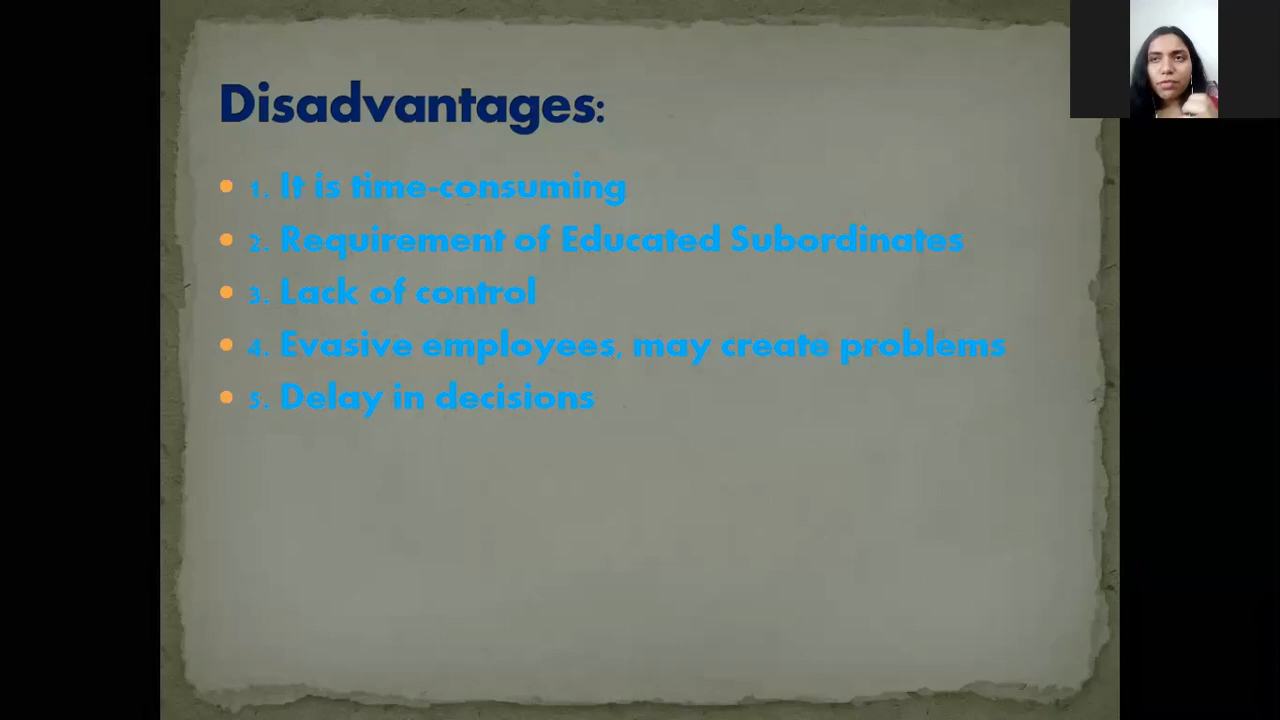 Disadvantages:
1. It is time-consuming
2. Requirement of Educated Subordinates
3. Lack of control
4. Evasive employees, may create problems
5. Delay in decisions